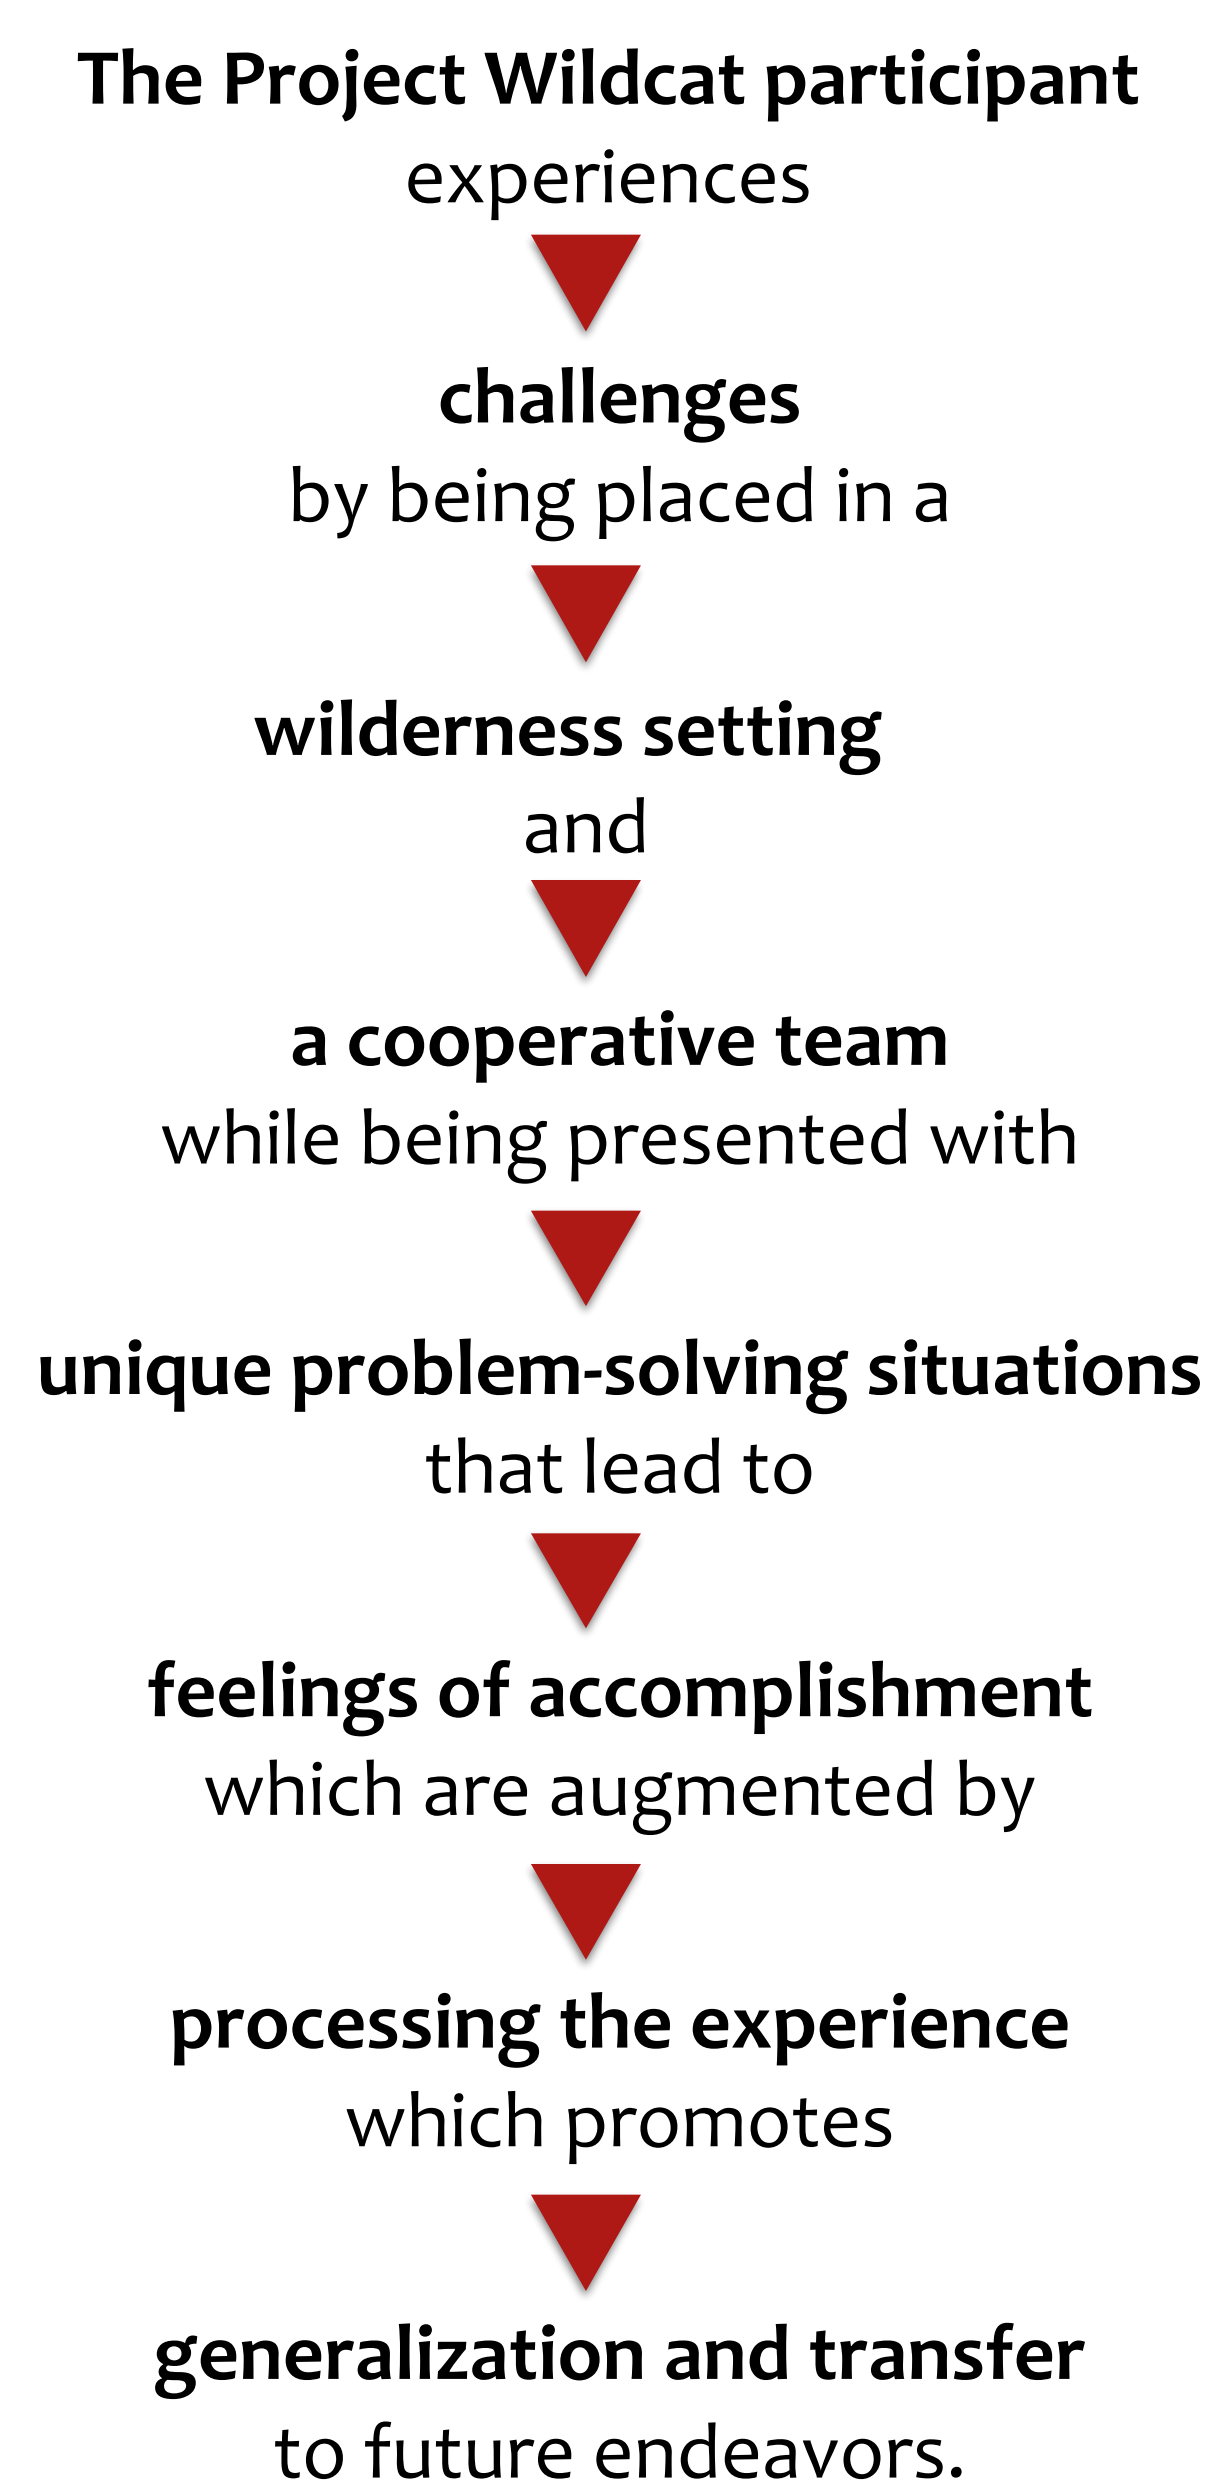 The Project Wildcat participant
experiences
challenges
by being placed in a
wilderness setting
and
a cooperative team
while being presented with
unique problem-solving situations
that lead to
feelings of accomplishment
which are augmented by
processing the experience
which promotes
generalization and transfer
to future endeavors.